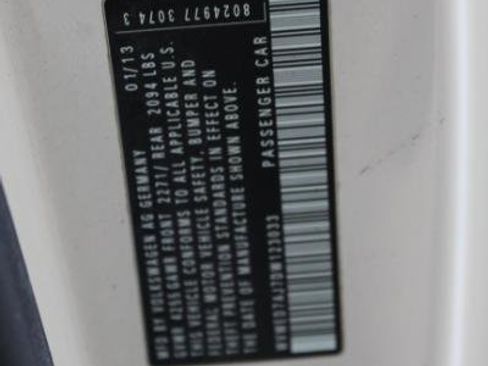 8024977 3074 3
MFD BY VOLKSWAGEN AG GERMANY 01/13
GVWR 4255 GAWR FRONT 2271/ REAR 2094 LBS
THIS VEHICLE CONFORMS TO ALL APPLICABLE U.S.
FEDERAL MOTOR VEHICLE SAFETY, BUMPER AND
THEFT PREVENTION STANDARDS IN EFFECT ON
DATE OF MANUFACTURE SHOWN ABOVE.
PASSENGER CAR